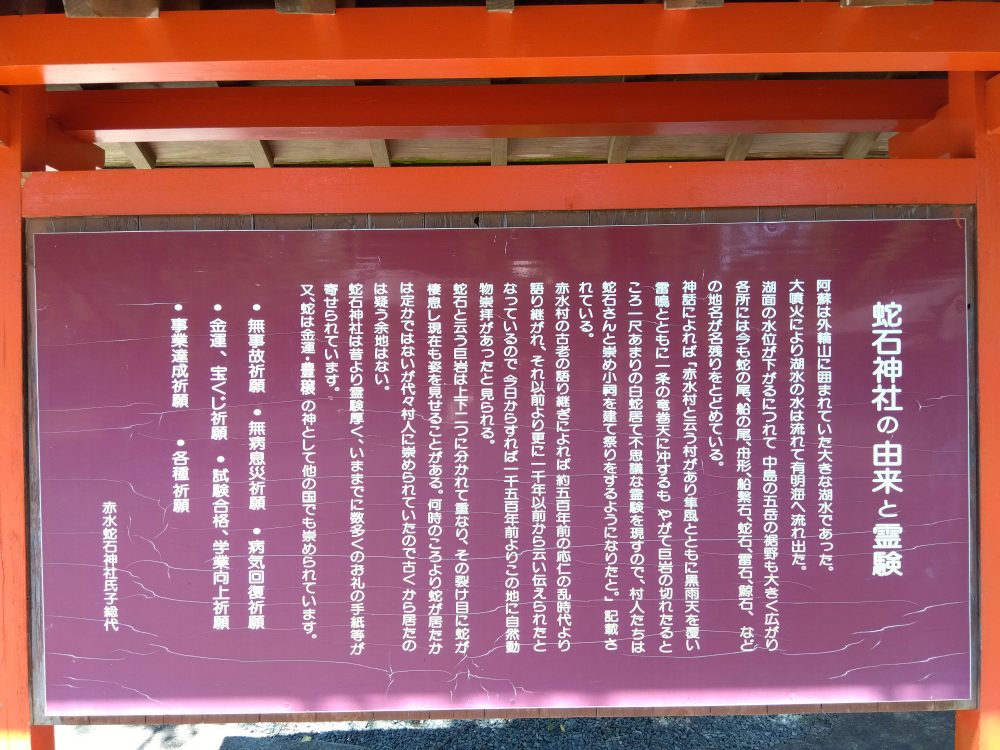 蛇石神社の由来と霊験
阿蘇は外輪山に囲まれていた大きな湖水であった。
大噴火により湖水の水は流れて有明海へ流れ出た。
湖面の水位が下がるにつれて 中島の五岳の裾野も大きく広がり
各所には今も蛇の尾、船の尾、舟形、船繋石、蛇石、雷石、鯨石、など
の地名が名残りをとどめている。
神話によれば「赤水村と云う村があり隼風とともに黒雨天を覆い
雷鳴とともに一条の竜巻天に沖するも やがて巨岩の切れたると
ころ一尺あまりの白蛇居て不思議な霊験を現すので、村人たちは
蛇石さんと崇め小祠を建て祭りをするようになりたと。」記載さ
れている。
赤水村の古老の語り継ぎによれば約五百年前の応仁の乱時代より
語り継がれ、それ以前より更に一千年以前から云い伝えられたと
なっているので 今日からすれば一千五百年前よりこの地に自然動
物崇拝があったと見られる。
蛇石と云う巨岩は上下二つに分かれて重なり、その裂け目に蛇が
棲息し現在も姿を見せることがある。何時のころより蛇が居たか
は定かではないが代々村人に崇められていたので古くから居たの
は疑う余地はない。
蛇石神社は昔より霊験厚く、いままでに数多くのお礼の手紙等が
寄せられています。
又、蛇は金運・豊穣の神として他の国でも崇められています。
● 無事故祈願 ● 無病息災祈願 ● 病気回復祈願
● 金運、宝くじ祈願 ● 試験合格、学業向上祈願
● 事業達成祈願 ● 各種祈願
赤水蛇石神社氏子総代